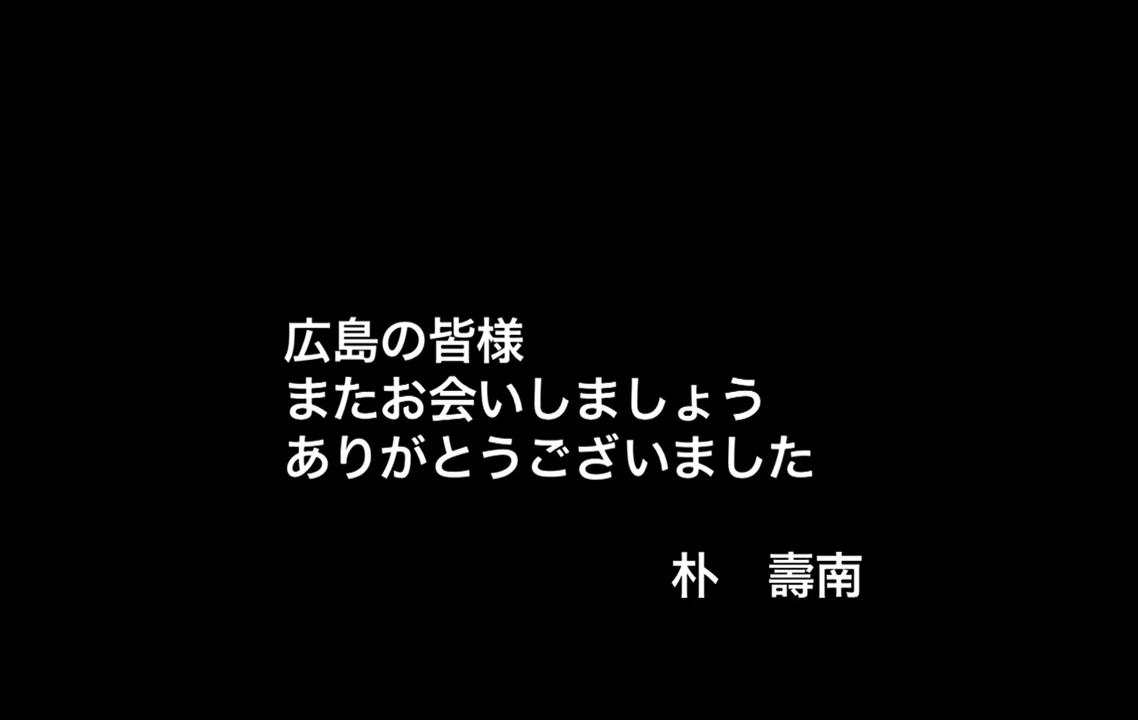 広島の皆様
またお会いしましょう
ありがとうございました
朴　壽南